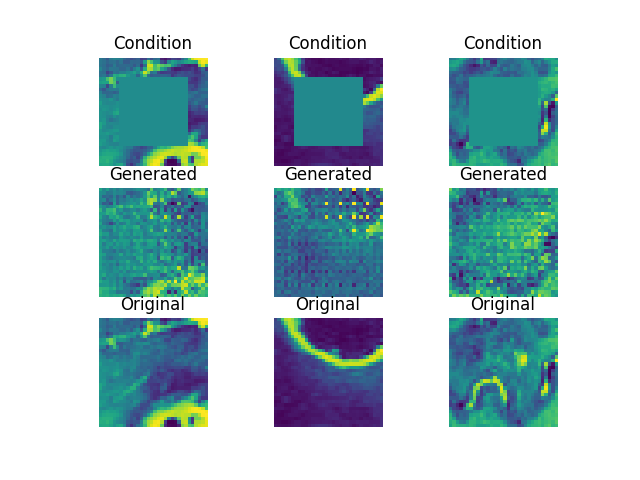 Condition Condition Condition
Generated Generated Generated
Original Original Original